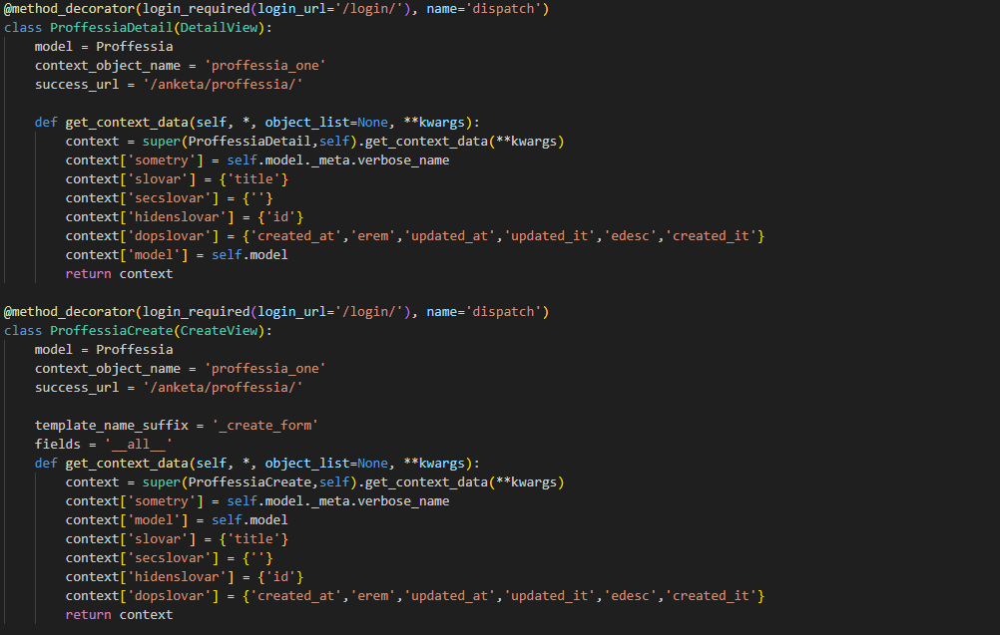 @method_decorator(login_required(login_url='/login/'), name='dispatch')
class ProffessiaDetail(DetailView):
    model = Proffessia
    context_object_name = 'proffessia_one'
    success_url = '/anketa/proffessia/'

    def get_context_data(self, *, object_list=None, **kwargs):
        context = super(ProffessiaDetail,self).get_context_data(**kwargs)
        context['sometry'] = self.model._meta.verbose_name
        context['slovar'] = {'title'}
        context['secslovar'] = {''}
        context['hidenslovar'] = {'id'}
        context['dopslovar'] = {'created_at','erem','updated_at','updated_it','edesc','created_it'}
        context['model'] = self.model
        return context

@method_decorator(login_required(login_url='/login/'), name='dispatch')
class ProffessiaCreate(CreateView):
    model = Proffessia
    context_object_name = 'proffessia_one'
    success_url = '/anketa/proffessia/'

    template_name_suffix = '_create_form'
    fields = '__all__'
    def get_context_data(self, *, object_list=None, **kwargs):
        context = super(ProffessiaCreate,self).get_context_data(**kwargs)
        context['sometry'] = self.model._meta.verbose_name
        context['model'] = self.model
        context['slovar'] = {'title'}
        context['secslovar'] = {''}
        context['hidenslovar'] = {'id'}
        context['dopslovar'] = {'created_at','erem','updated_at','updated_it','edesc','created_it'}
        return context